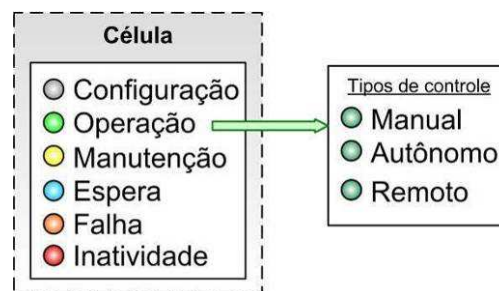 Célula
Configuração
Operação
Manutenção
Espera
Falha
Inatividade
Tipos de controle
Manual
Autônomo
Remoto